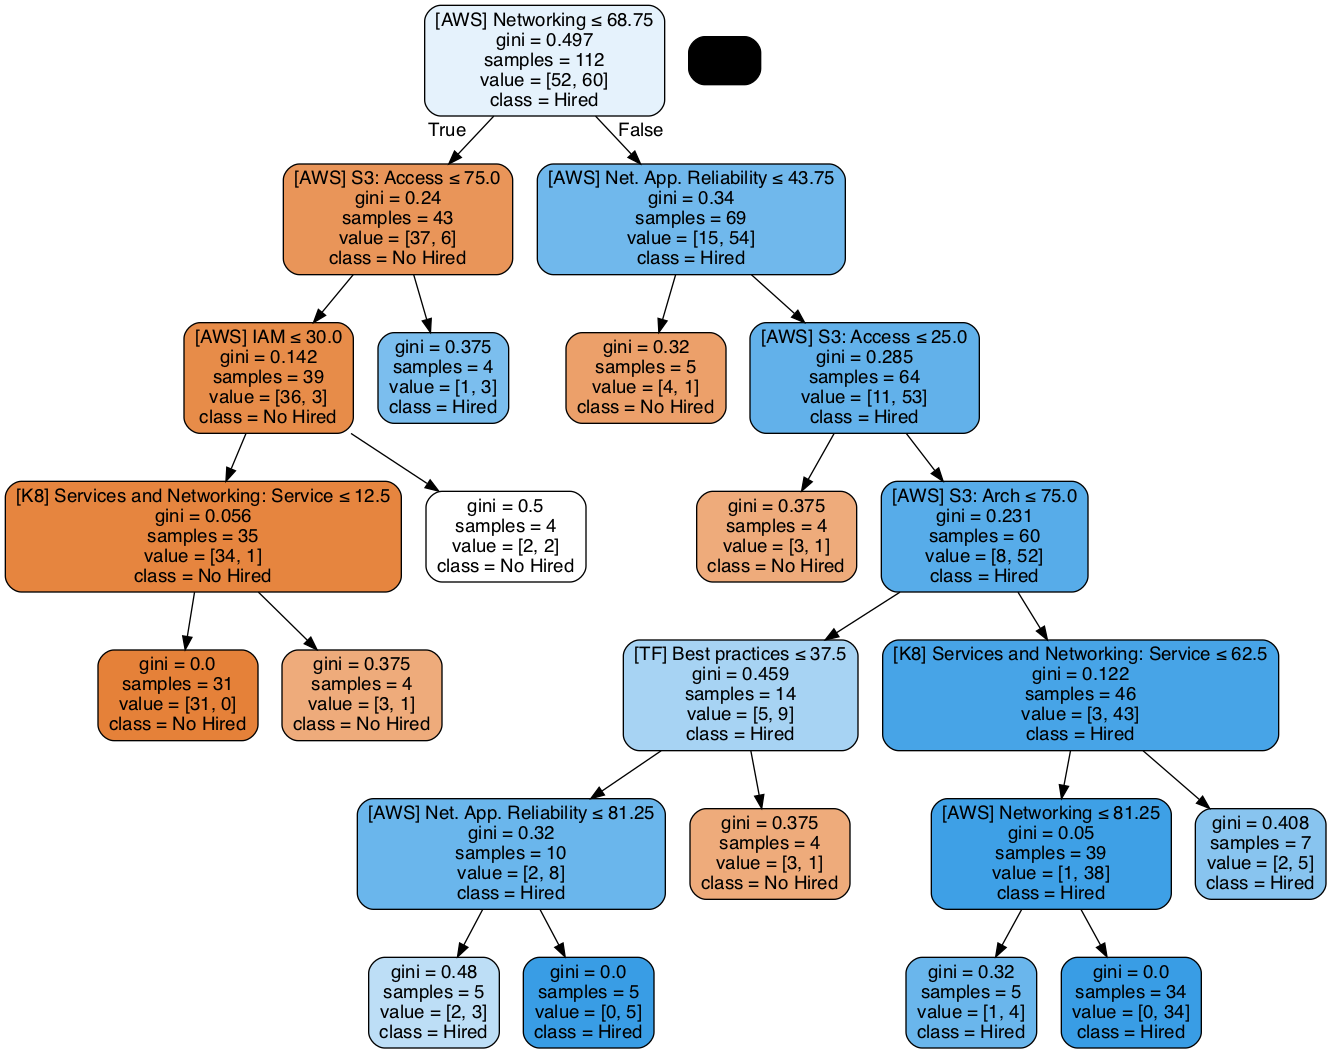 [AWS] Networking ≤ 68.75
gini = 0.497
samples = 112
value = [52, 60]
class = Hired
True
False
[AWS] S3: Access ≤ 75.0
gini = 0.24
samples = 43
value = [37, 6]
class = No Hired
[AWS] Net. App. Reliability ≤ 43.75
gini = 0.34
samples = 69
value = [15, 54]
class = Hired
[AWS] IAM ≤ 30.0
gini = 0.142
samples = 39
value = [36, 3]
class = No Hired
gini = 0.375
samples = 4
value = [1, 3]
class = Hired
gini = 0.32
samples = 5
value = [4, 1]
class = No Hired
[AWS] S3: Access ≤ 25.0
gini = 0.285
samples = 64
value = [11, 53]
class = Hired
[K8] Services and Networking: Service ≤ 12.5
gini = 0.056
samples = 35
value = [34, 1]
class = No Hired
gini = 0.5
samples = 4
value = [2, 2]
class = No Hired
gini = 0.375
samples = 4
value = [3, 1]
class = No Hired
[AWS] S3: Arch ≤ 75.0
gini = 0.231
samples = 60
value = [8, 52]
class = Hired
gini = 0.0
samples = 31
value = [31, 0]
class = No Hired
gini = 0.375
samples = 4
value = [3, 1]
class = No Hired
[TF] Best practices ≤ 37.5
gini = 0.459
samples = 14
value = [5, 9]
class = Hired
[K8] Services and Networking: Service ≤ 62.5
gini = 0.122
samples = 46
value = [3, 43]
class = Hired
[AWS] Net. App. Reliability ≤ 81.25
gini = 0.32
samples = 10
value = [2, 8]
class = Hired
gini = 0.375
samples = 4
value = [3, 1]
class = No Hired
[AWS] Networking ≤ 81.25
gini = 0.05
samples = 39
value = [1, 38]
class = Hired
gini = 0.408
samples = 7
value = [2, 5]
class = Hired
gini = 0.48
samples = 5
value = [2, 3]
class = Hired
gini = 0.0
samples = 5
value = [0, 5]
class = Hired
gini = 0.32
samples = 5
value = [1, 4]
class = Hired
gini = 0.0
samples = 34
value = [0, 34]
class = Hired